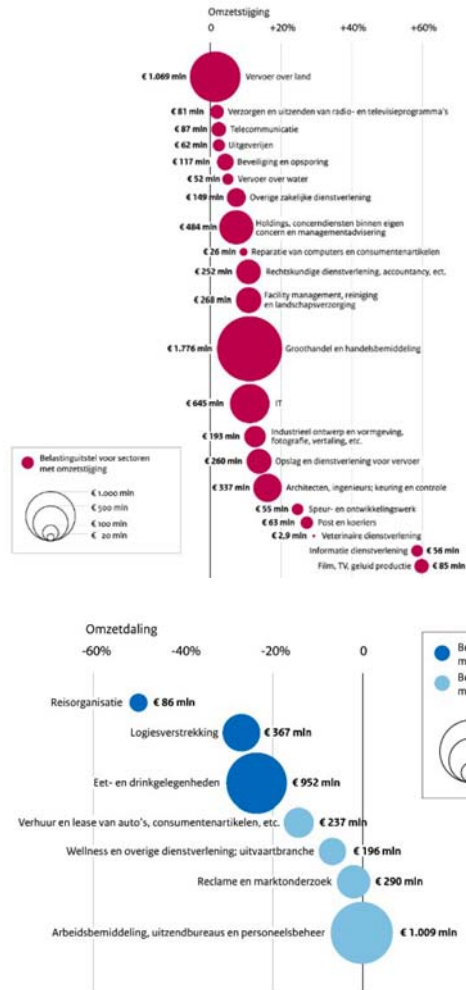 Omzetstijging
0 +20% +40% +60%
€ 1.069 mln Vervoer over land
€ 81 mln Verzorgen en uitzenden van radio- en televisieprogramma's
€ 87 mln Telecommunicatie
€ 62 mln Uitgeverijen
€ 117 mln Beveiliging en opsporing
€ 52 mln Vervoer over water
€ 149 mln Overige zakelijke dienstverlening
€ 484 mln Holdings, concerndiensten binnen eigen
concern en managementadvisering
€ 26 mln Reparatie van computers en consumentenartikelen
€ 252 mln Rechtskundige dienstverlening, accountancy, ect.
€ 268 mln Facility management, reiniging
en landschapsverzorging
€ 1.776 mln Groothandel en handelsbemiddeling
€ 645 mln IT
€ 193 mln Industrieel ontwerp en vormgeving,
fotografie, vertaling, etc.
€ 260 mln Opslag en dienstverlening voor vervoer
€ 337 mln Architecten, ingenieurs; keuring en controle
€ 55 mln Speur- en ontwikkelingswerk
€ 63 mln Post en koeriers
€ 2,9 mln Veterinaire dienstverlening
Informatie dienstverlening € 56 mln
Film, TV, geluid productie € 85 mln
Belastinguitstel voor sectoren
met omzetstijging
€ 1.000 mln
€ 500 mln
€ 100 mln
€ 20 mln
Omzetdaling
-60% -40% -20% 0
Be
m
Be
m
Reisorganisatie € 86 mln
Logiesverstrekking € 367 mln
Eet- en drinkgelegenheden € 952 mln
Verhuur en lease van auto's, consumentenartikelen, etc. € 237 mln
Wellness en overige dienstverlening; uitvaartbranche € 196 mln
Reclame en marktonderzoek € 290 mln
Arbeidsbemiddeling, uitzendbureaus en personeelsbeheer € 1.009 mln